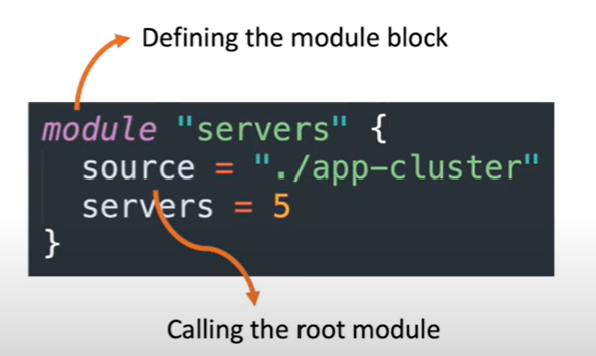 Defining the module block
module "servers" {
source = "./app-cluster"
servers = 5
}
Calling the root module